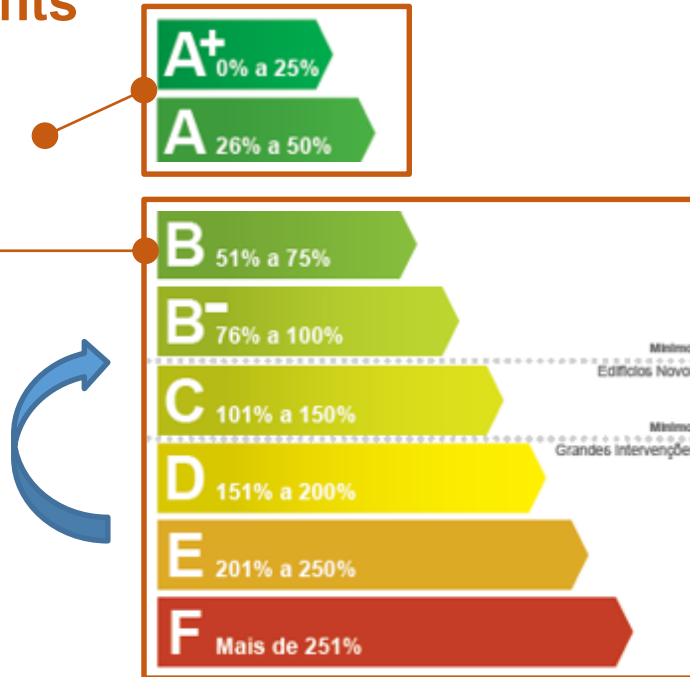 nts
A+ 0% a 25%
A 26% a 50%
B 51% a 75%
B- 76% a 100%
Mínimo
Edifícios Novo
C 101% a 150%
Mínimo
Grandes Intervençõe
D 151% a 200%
E 201% a 250%
F Mais de 251%